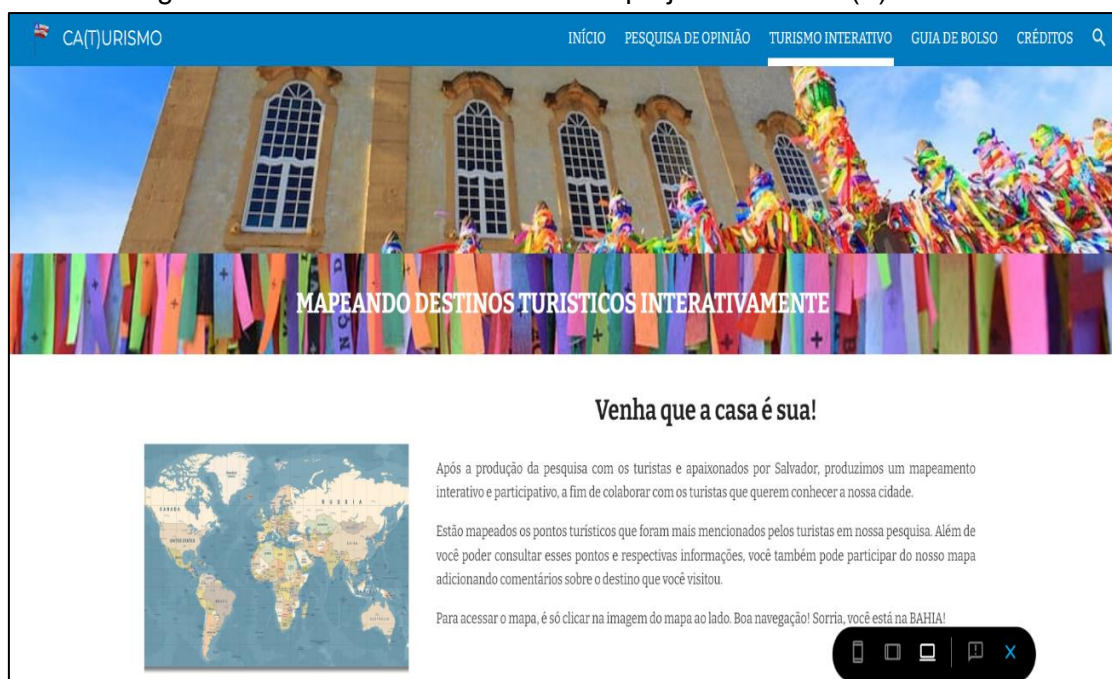 CA(T)URISMO
INÍCIO PESQUISA DE OPINIÃO TURISMO INTERATIVO GUIA DE BOLSO CRÉDITOS
MAPEANDO DESTINOS TURISTICOS INTERATIVAMENTE
Venha que a casa é sua!
Após a produção da pesquisa com os turistas e apaixonados por Salvador, produzimos um mapeamento
interativo e participativo, a fim de colaborar com os turistas que querem conhecer a nossa cidade.
Estão mapeados os pontos turísticos que foram mais mencionados pelos turistas em nossa pesquisa. Além de
você poder consultar esses pontos e respectivas informações, você também pode participar do nosso mapa
adicionando comentários sobre o destino que você visitou.
Para acessar o mapa, é só clicar na imagem do mapa ao lado. Boa navegação! Sorria, você está na BAHIA!
CANADA
RUSSIA
UNITED STATES
BRAZIL